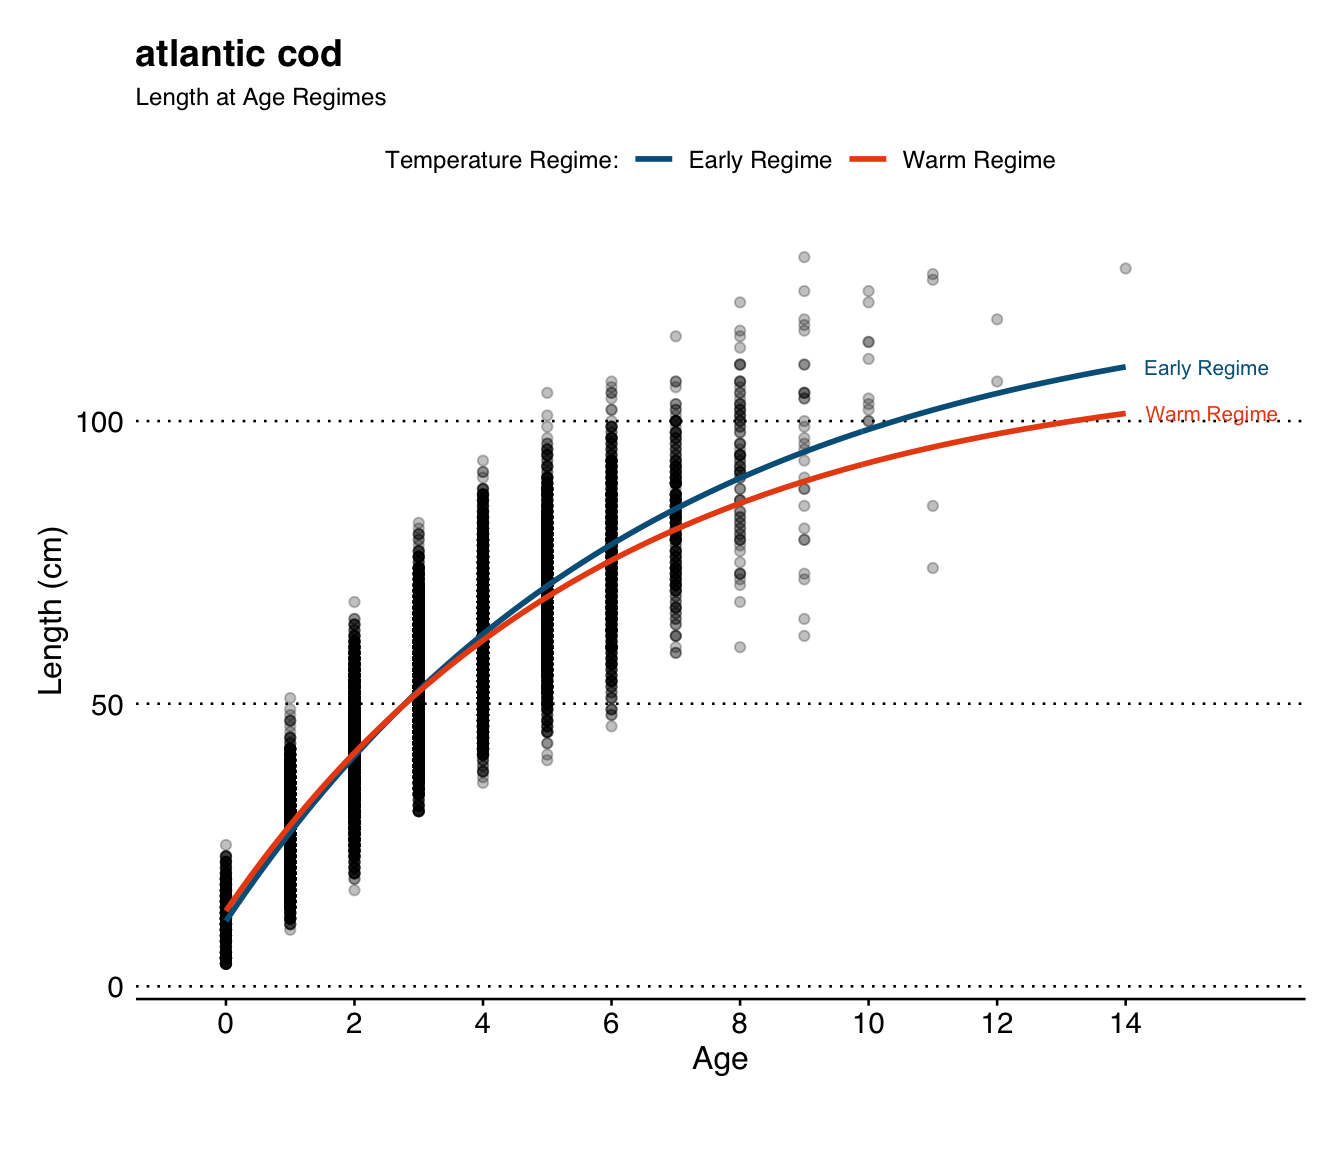 atlantic cod
Length at Age Regimes
Temperature Regime: Early Regime Warm Regime
Early Regime
Warm Regime
100
50
0
Length (cm)
0 2 4 6 8 10 12 14
Age